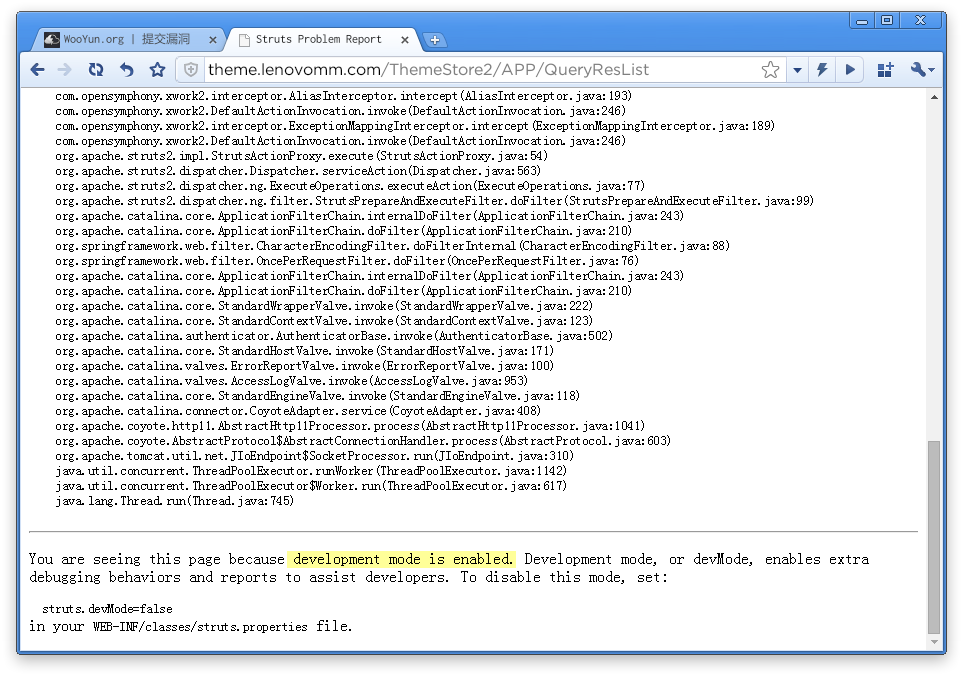 WooYun.org | 提交漏洞
Struts Problem Report
theme.lenovomm.com/ThemeStore2/APP/QueryResList
com.opensymphony.xwork2.interceptor.AliasInterceptor.intercept(AliasInterceptor.java:193)
com.opensymphony.xwork2.DefaultActionInvocation.invoke(DefaultActionInvocation.java:246)
com.opensymphony.xwork2.interceptor.ExceptionMappingInterceptor.intercept(ExceptionMappingInterceptor.java:189)
com.opensymphony.xwork2.DefaultActionInvocation.invoke(DefaultActionInvocation.java:246)
org.apache.struts2.impl.StrutsActionProxy.execute(StrutsActionProxy.java:54)
org.apache.struts2.dispatcher.Dispatcher.serviceAction(Dispatcher.java:563)
org.apache.struts2.dispatcher.ng.ExecuteOperations.executeAction(ExecuteOperations.java:77)
org.apache.struts2.dispatcher.ng.filter.StrutsPrepareAndExecuteFilter.doFilter(StrutsPrepareAndExecuteFilter.java:99)
org.apache.catalina.core.ApplicationFilterChain.internalDoFilter(ApplicationFilterChain.java:243)
org.apache.catalina.core.ApplicationFilterChain.doFilter(ApplicationFilterChain.java:210)
org.springframework.web.filter.CharacterEncodingFilter.doFilterInternal(CharacterEncodingFilter.java:88)
org.springframework.web.filter.OncePerRequestFilter.doFilter(OncePerRequestFilter.java:76)
org.apache.catalina.core.ApplicationFilterChain.internalDoFilter(ApplicationFilterChain.java:243)
org.apache.catalina.core.ApplicationFilterChain.doFilter(ApplicationFilterChain.java:210)
org.apache.catalina.core.StandardWrapperValve.invoke(StandardWrapperValve.java:222)
org.apache.catalina.core.StandardContextValve.invoke(StandardContextValve.java:123)
org.apache.catalina.authenticator.AuthenticatorBase.invoke(AuthenticatorBase.java:502)
org.apache.catalina.core.StandardHostValve.invoke(StandardHostValve.java:171)
org.apache.catalina.valves.ErrorReportValve.invoke(ErrorReportValve.java:100)
org.apache.catalina.valves.AccessLogValve.invoke(AccessLogValve.java:953)
org.apache.catalina.core.StandardEngineValve.invoke(StandardEngineValve.java:118)
org.apache.catalina.connector.CoyoteAdapter.service(CoyoteAdapter.java:408)
org.apache.coyote.http11.AbstractHttp11Processor.process(AbstractHttp11Processor.java:1041)
org.apache.coyote.AbstractProtocol$AbstractConnectionHandler.process(AbstractProtocol.java:603)
org.apache.tomcat.util.net.JIoEndpoint$SocketProcessor.run(JIoEndpoint.java:310)
java.util.concurrent.ThreadPoolExecutor.runWorker(ThreadPoolExecutor.java:1142)
java.util.concurrent.ThreadPoolExecutor$Worker.run(ThreadPoolExecutor.java:617)
java.lang.Thread.run(Thread.java:745)
You are seeing this page because development mode is enabled. Development mode, or devMode, enables extra
debugging behaviors and reports to assist developers. To disable this mode, set:
struts.devMode=false
in your WEB-INF/classes/struts.properties file.